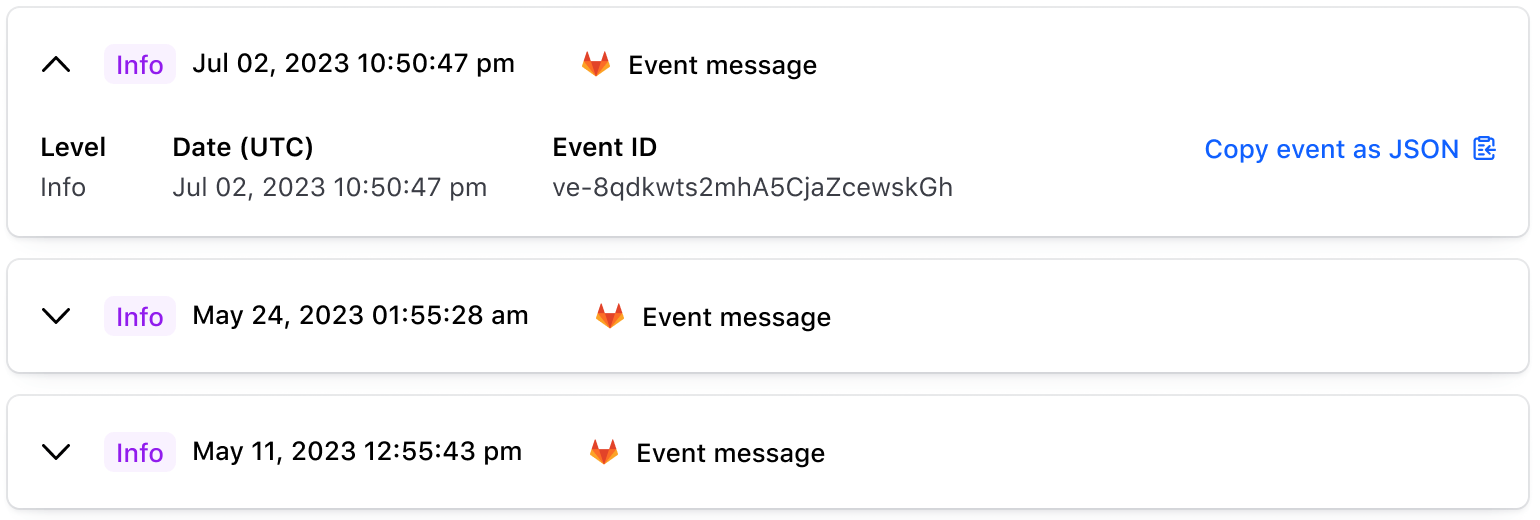 Info Jul 02, 2023 10:50:47 pm Event message
Level Date (UTC) Event ID Copy event as JSON
Info Jul 02, 2023 10:50:47 pm ve-8qdkwts2mhA5CjaZcewskGh
Info May 24, 2023 01:55:28 am Event message
Info May 11, 2023 12:55:43 pm Event message